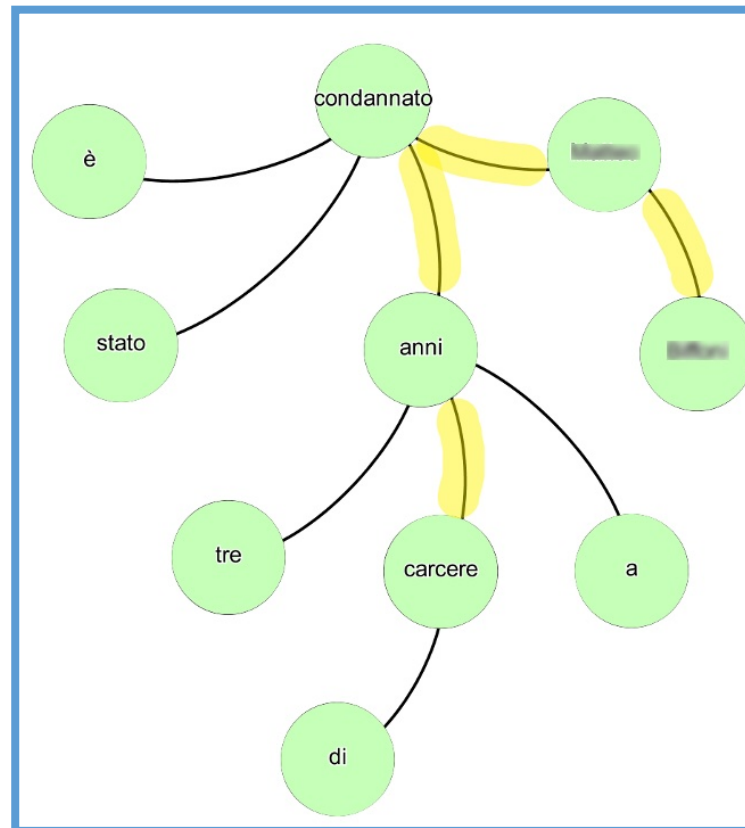 condannato
è
stato
anni
tre
carcere
a
di